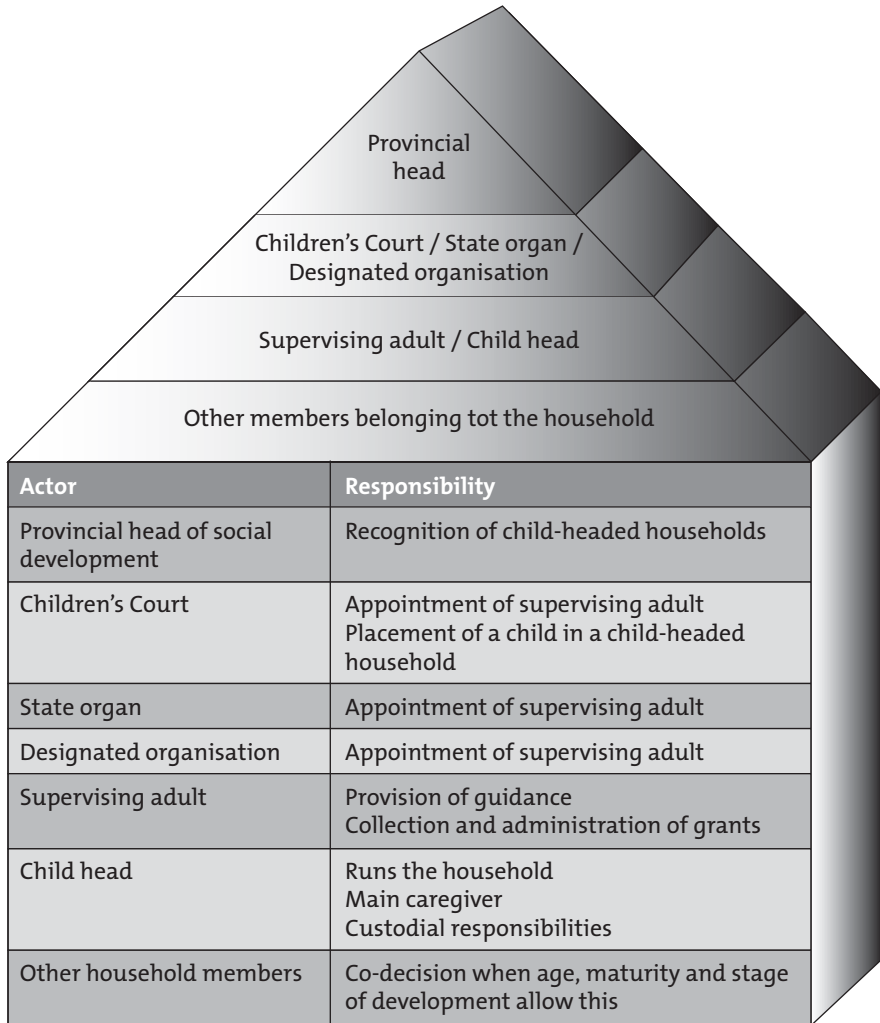 Provincial
head
Children's Court / State organ /
Designated organisation
Supervising adult / Child head
Other members belonging tot the household
Actor
Responsibility
Provincial head of social
development
Recognition of child-headed households
Children's Court
Appointment of supervising adult
Placement of a child in a child-headed
household
State organ
Appointment of supervising adult
Designated organisation
Appointment of supervising adult
Supervising adult
Provision of guidance
Collection and administration of grants
Child head
Runs the household
Main caregiver
Custodial responsibilities
Other household members
Co-decision when age, maturity and stage
of development allow this